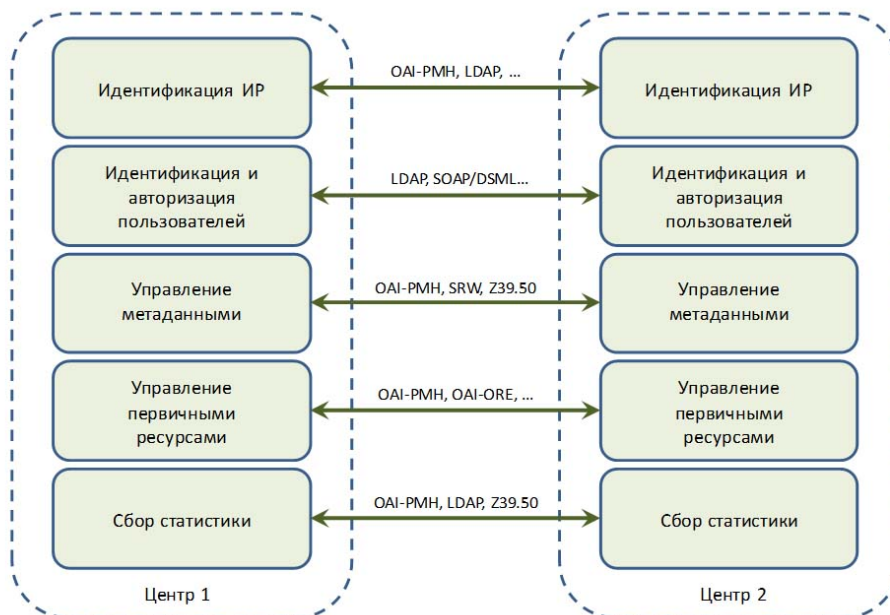 Идентификация ИР
OAI-PMH, LDAP, ...
Идентификация ИР
Идентификация и
авторизация
пользователей
LDAP, SOAP/DSML...
Идентификация и
авторизация
пользователей
Управление
метаданными
OAI-PMH, SRW, Z39.50
Управление
метаданными
Управление
первичными
ресурсами
OAI-PMH, OAI-ORE, ...
Управление
первичными
ресурсами
Сбор статистики
OAI-PMH, LDAP, Z39.50
Сбор статистики
Центр 1
Центр 2